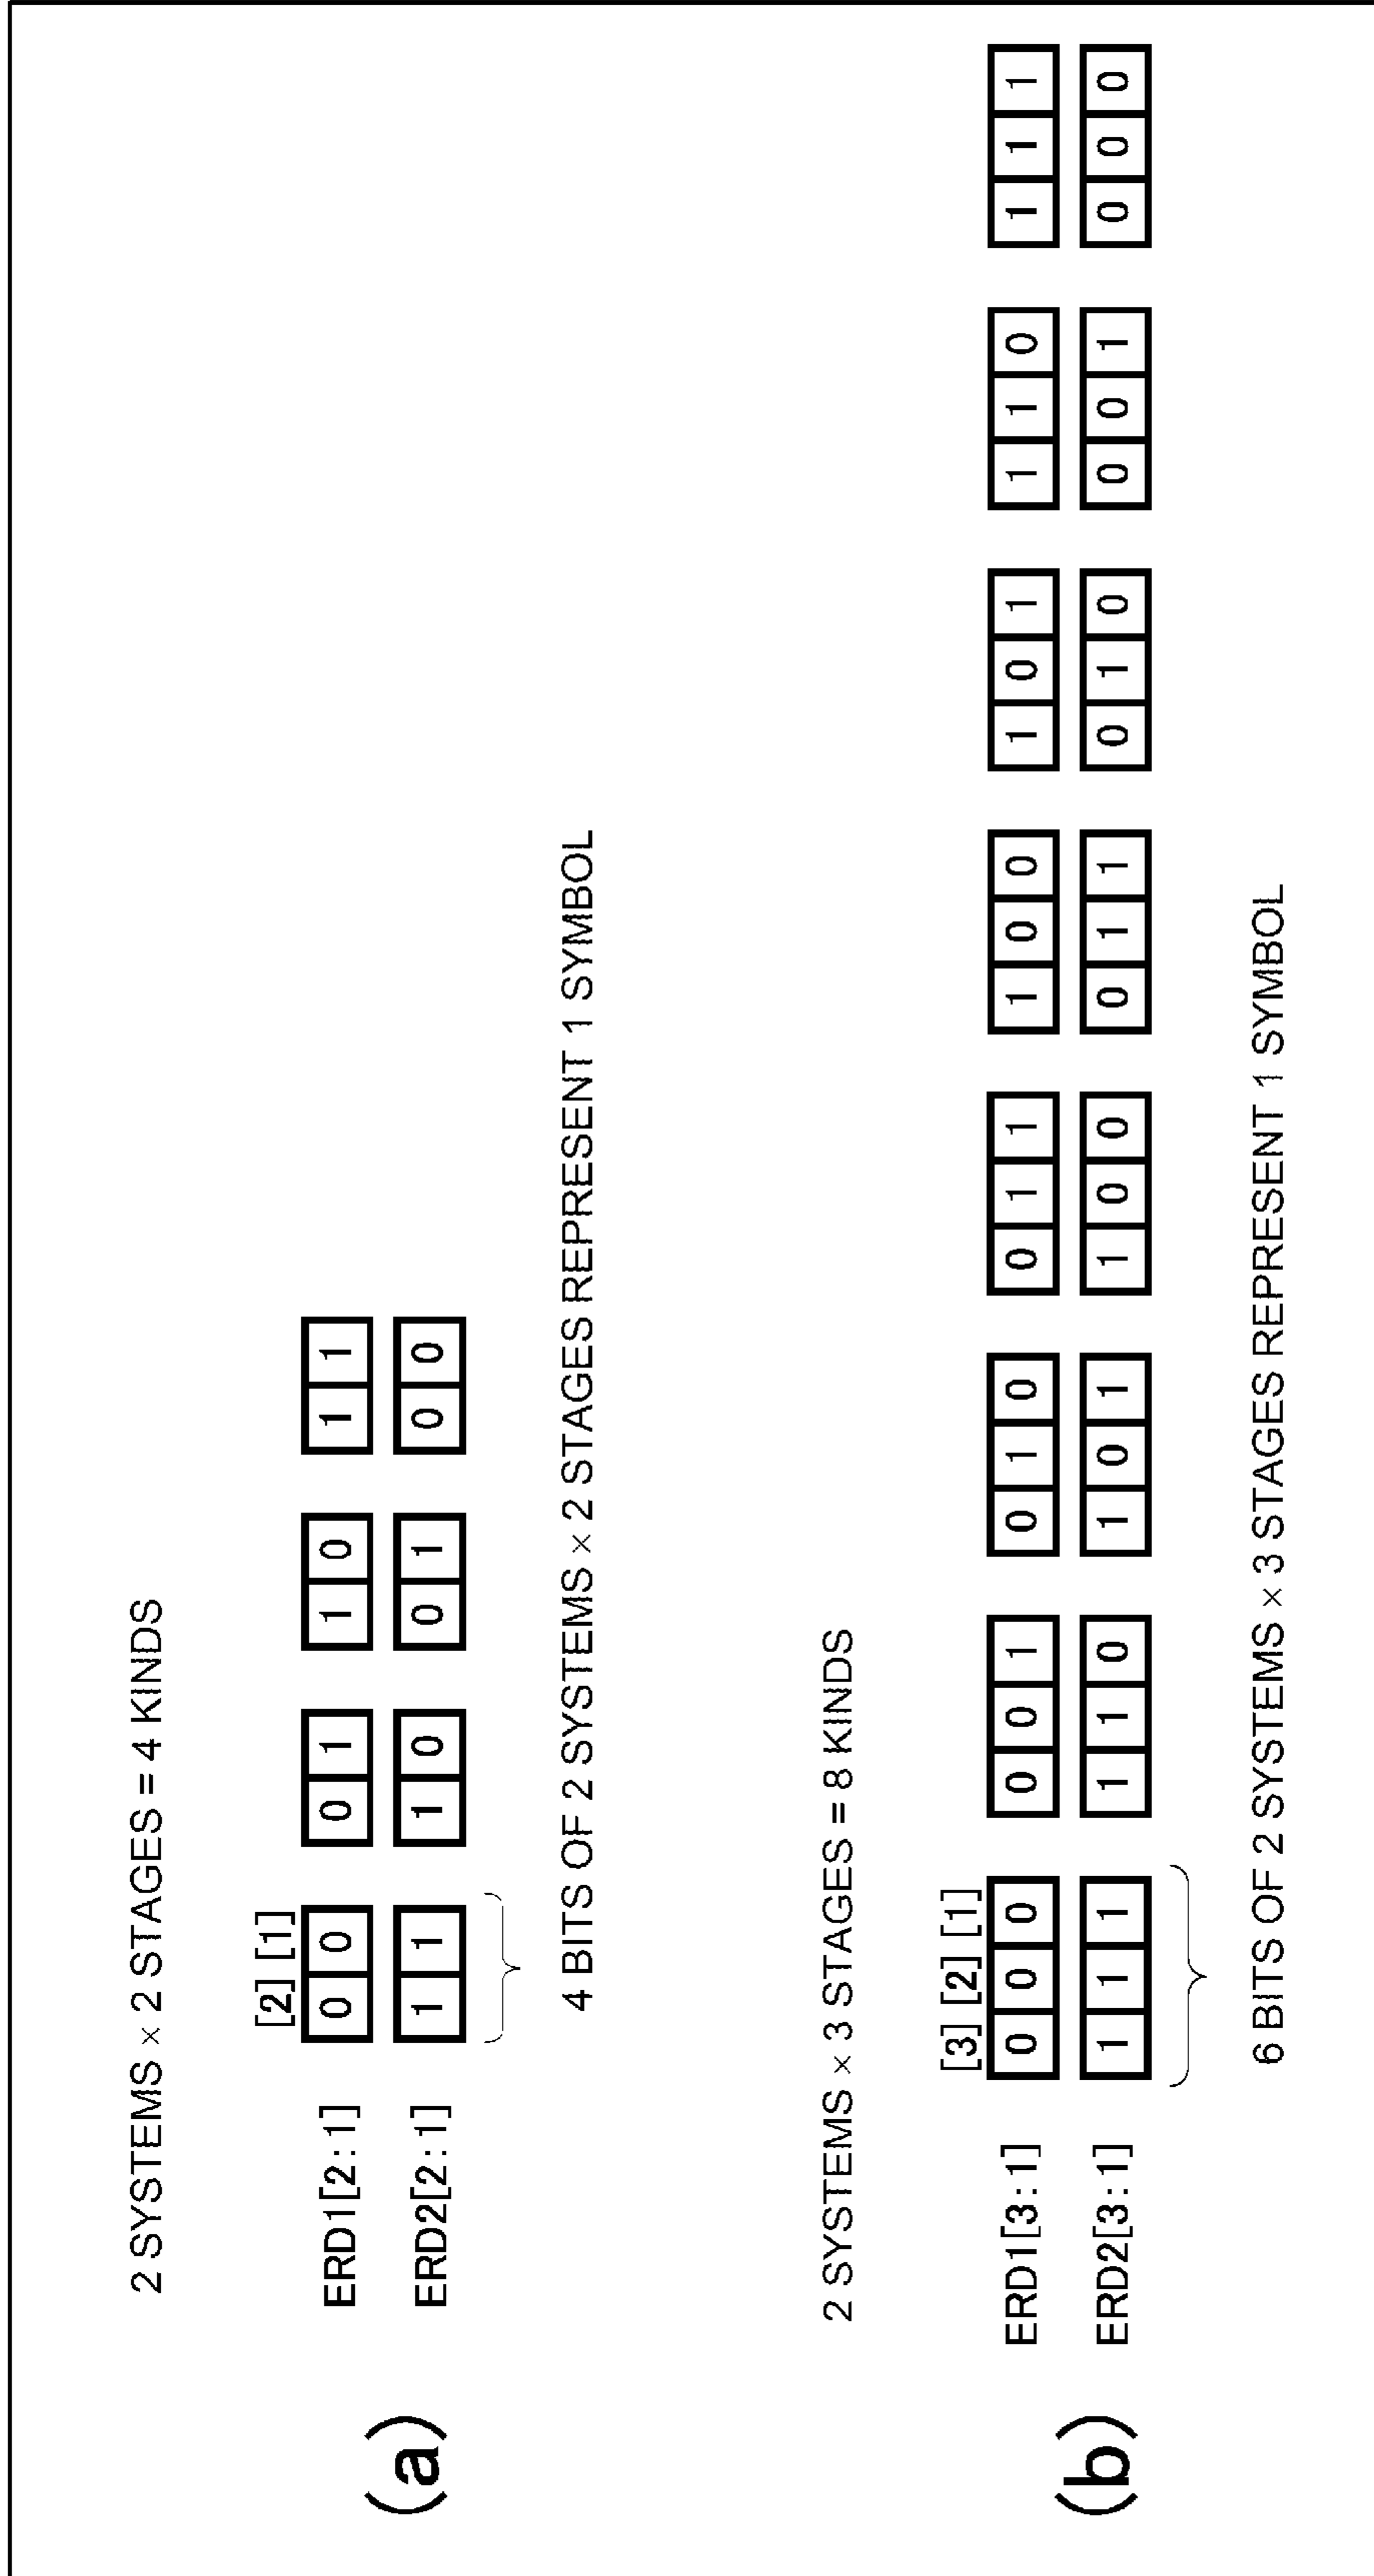 2 SYSTEMS × 2 STAGES = 4 KINDS
[2] [1]
(a) ERD1[2:1] 0 0 0 1 1 0 1 1
ERD2[2:1] 1 1 1 0 0 1 0 0
4 BITS OF 2 SYSTEMS × 2 STAGES REPRESENT 1 SYMBOL
2 SYSTEMS × 3 STAGES = 8 KINDS
[3] [2] [1]
(b) ERD1[3:1] 0 0 0 0 0 1 0 1 0 0 1 1 1 0 0 1 0 1 1 1 0 1 1 1
ERD2[3:1] 1 1 1 1 1 0 1 0 1 1 0 0 0 1 1 0 1 0 0 0 1 0 0 0
6 BITS OF 2 SYSTEMS × 3 STAGES REPRESENT 1 SYMBOL